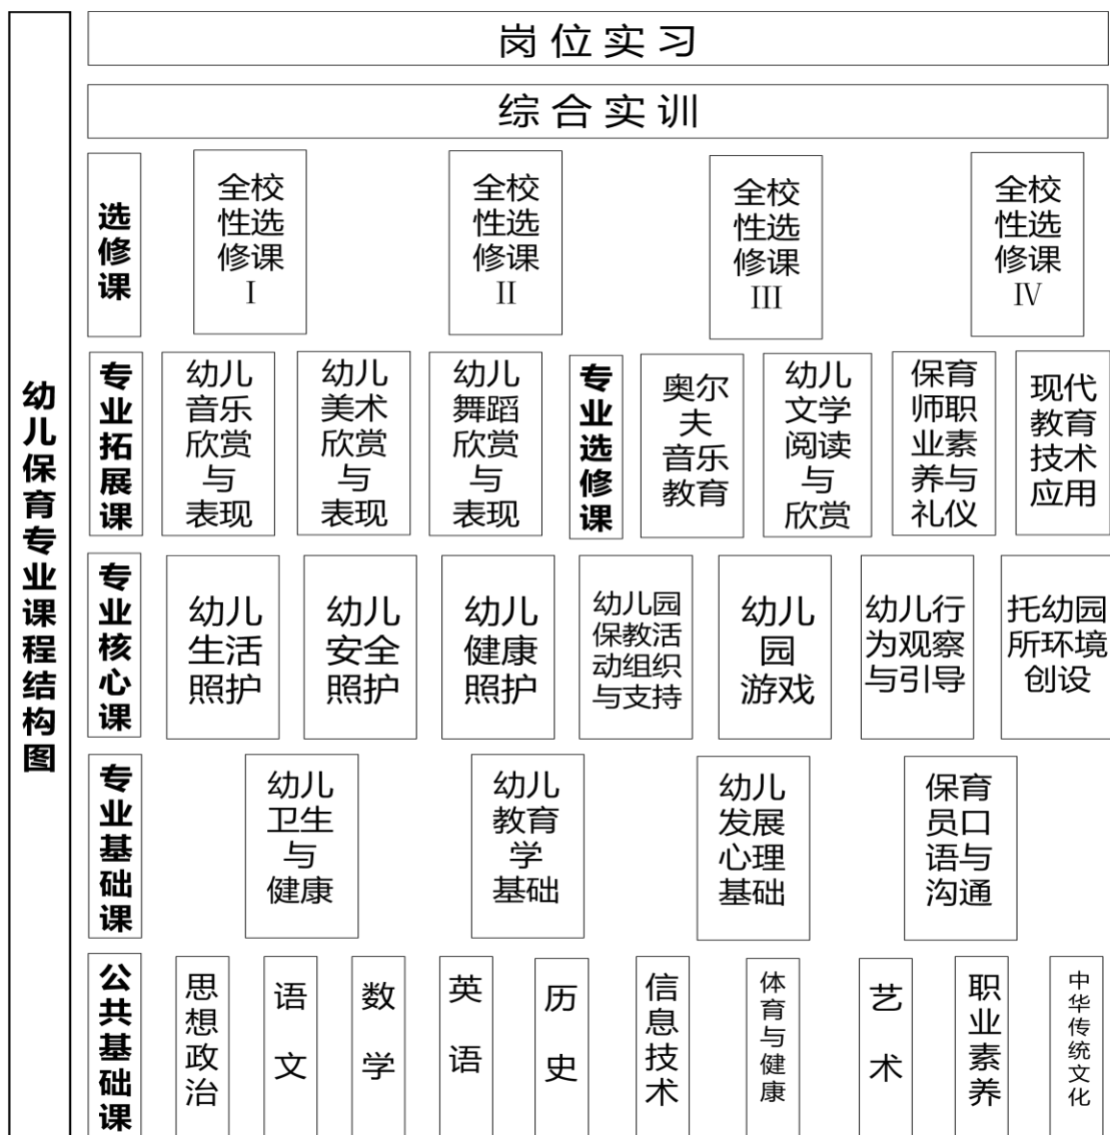 幼儿保育专业课程结构图
岗位实习
综合实训
选修课
全校
性选
修课
I
全校
性选
修课
II
全校
性选
修课
III
全校
性选
修课
IV
专业拓展课
幼儿
音乐
欣赏
与
表现
幼儿
美术
欣赏
与
表现
幼儿
舞蹈
欣赏
与
表现
专业选修课
奥尔
夫
音乐
教育
幼儿
文学
阅读
与
欣赏
保育
师职
业素
养与
礼仪
现代
教育
技术
应用
专业核心课
幼儿
生活
照护
幼儿
安全
照护
幼儿
健康
照护
幼儿园
保教活
动组织
与支持
幼儿
园
游戏
幼儿行
为观察
与引导
托幼园
所环境
创设
专业基础课
幼儿
卫生
与
健康
幼儿
教育
学
基础
幼儿
发展
心理
基础
保育
员口
语与
沟通
公共基础课
思想政治
语文
数学
英语
历史
信息技术
体育与健康
艺术
职业素养
中华传统文化